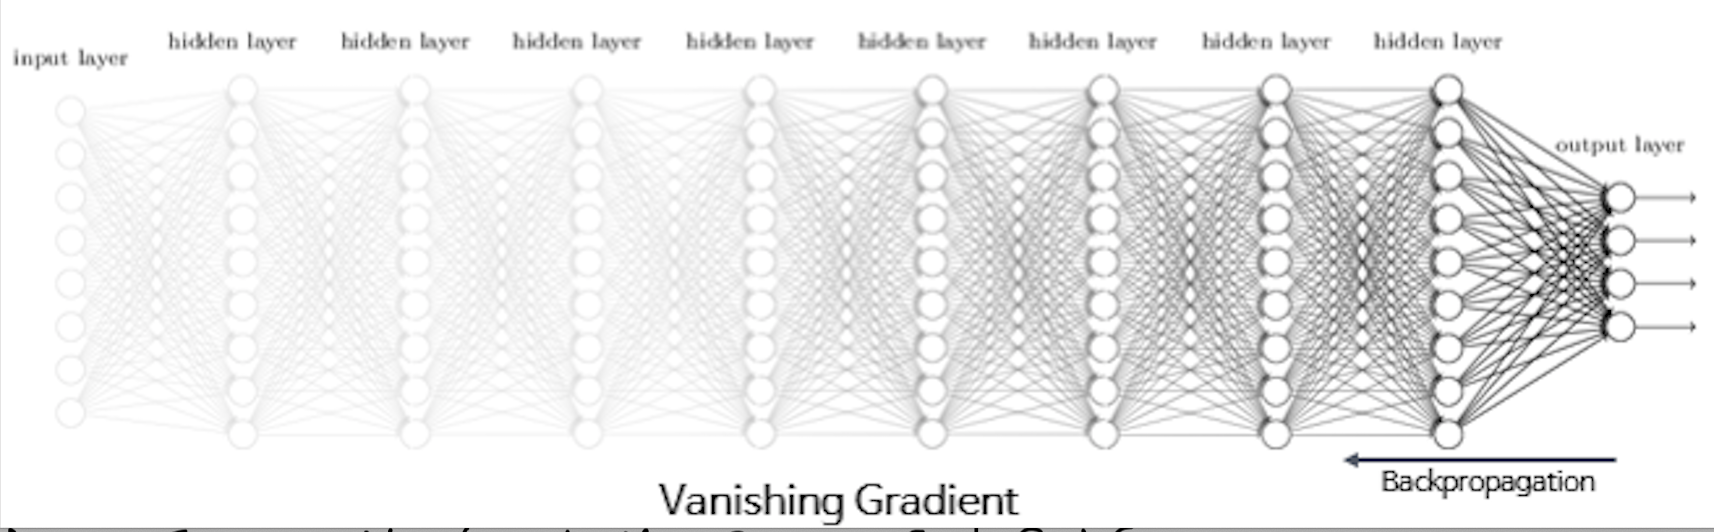 input layer
hidden layer
hidden layer
hidden layer
hidden layer
hidden layer
hidden layer
hidden layer
hidden layer
output layer
Backpropagation
Vanishing Gradient